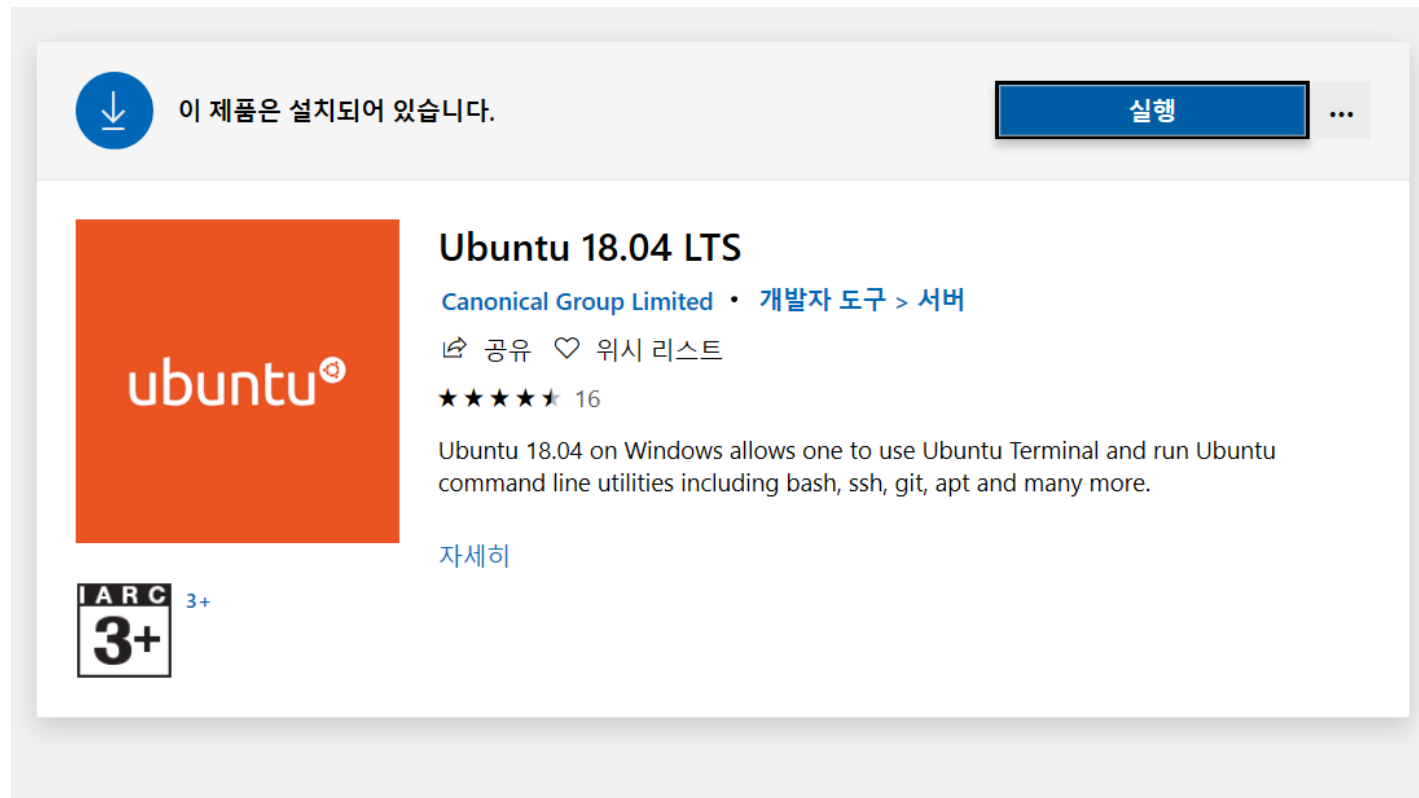 이 제품은 설치되어 있습니다.
실행
...
ubuntu
Ubuntu 18.04 LTS
Canonical Group Limited • 개발자 도구 > 서버
공유 위시 리스트
16
Ubuntu 18.04 on Windows allows one to use Ubuntu Terminal and run Ubuntu
command line utilities including bash, ssh, git, apt and many more.
자세히
IARC
3+
3+